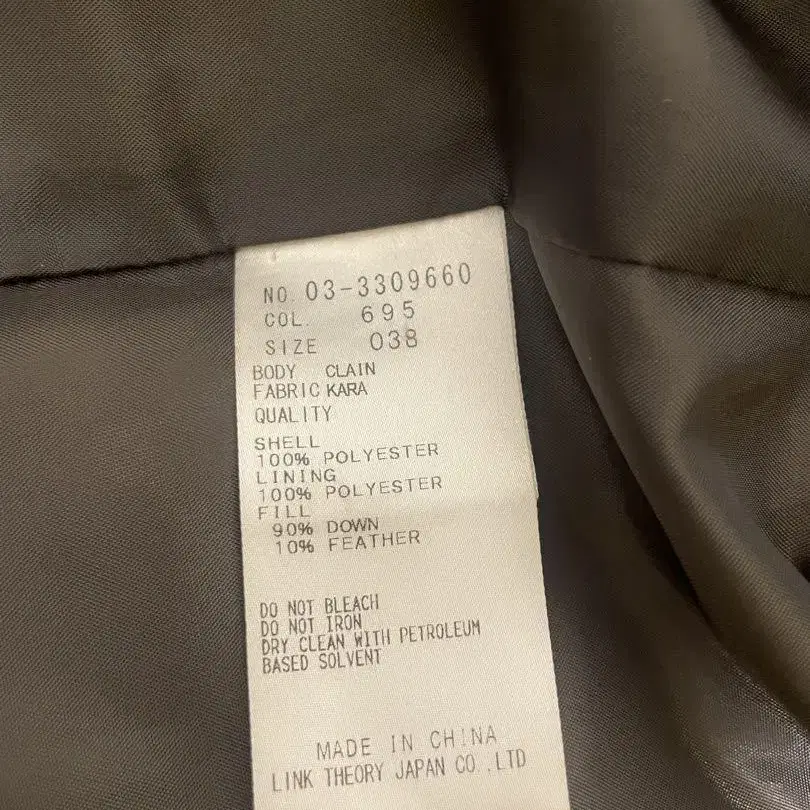 NO. 03-3309660
COL. 695
SIZE 038
BODY CLAIN
FABRIC KARA
QUALITY
SHELL
100% POLYESTER
LINING
100% POLYESTER
FILL
90% DOWN
10% FEATHER
DO NOT BLEACH
DO NOT IRON
DRY CLEAN WITH PETROLEUM
BASED SOLVENT
MADE IN CHINA
LINK THEORY JAPAN CO.,LTD